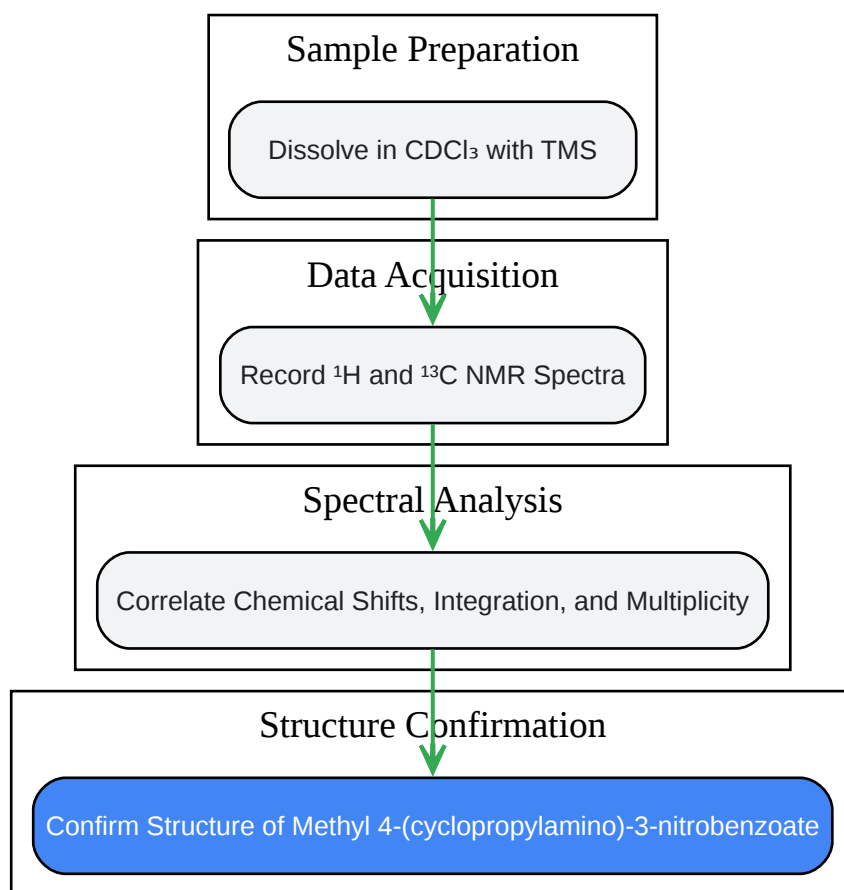 Sample Preparation
Dissolve in CDCl₃ with TMS
Data Acquisition
Record ¹H and ¹³C NMR Spectra
Spectral Analysis
Correlate Chemical Shifts, Integration, and Multiplicity
Structure Confirmation
Confirm Structure of Methyl 4-(cyclopropylamino)-3-nitrobenzoate